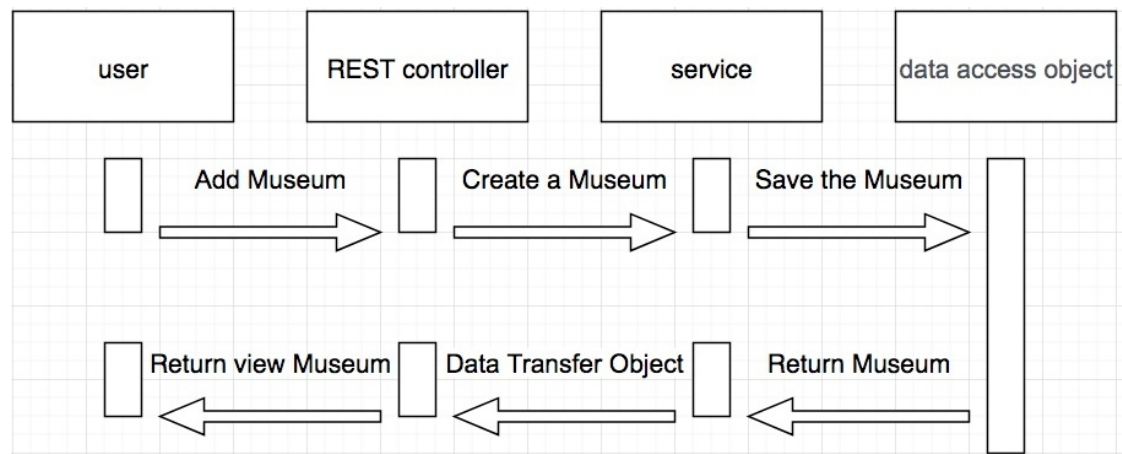 user
REST controller
service
data access object
Add Museum
Create a Museum
Save the Museum
Return view Museum
Data Transfer Object
Return Museum